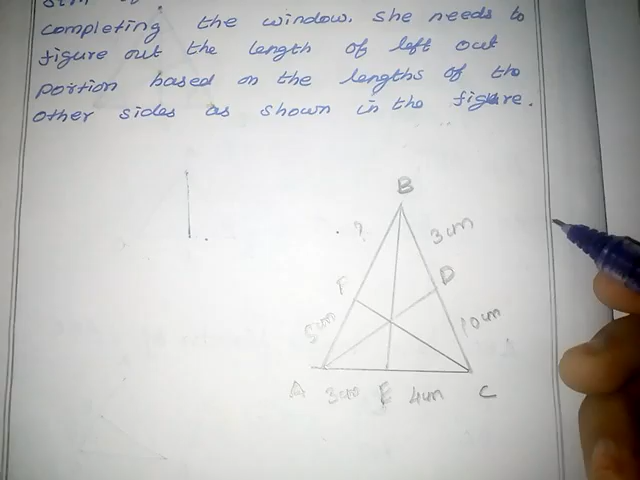 completing the window. She needs to
figure out the length of left out
portion based on the lengths of the
other sides as shown in the figure.
B
?
3cm
F
D
5cm
10cm
A 3cm E 4cm C